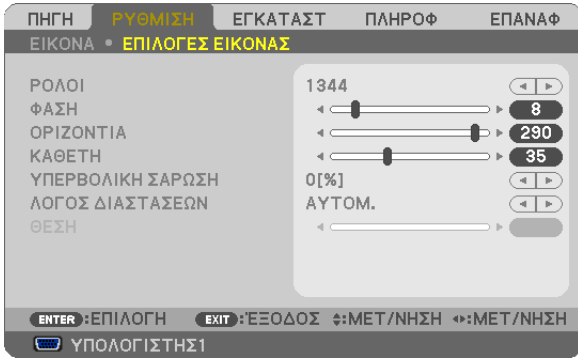 ΠΗΓΗ ΡΥΘΜΙΣΗ ΕΓΚΑΤΑΣΤ ΠΛΗΡΟΦ ΕΠΑΝΑΦ
ΕΙΚΟΝΑ • ΕΠΙΛΟΓΕΣ ΕΙΚΟΝΑΣ
ΡΟΛΟΙ 1344
ΦΑΣΗ 8
ΟΡΙΖΟΝΤΙΑ 290
ΚΑΘΕΤΗ 35
ΥΠΕΡΒΟΛΙΚΗ ΣΑΡΩΣΗ 0[%]
ΛΟΓΟΣ ΔΙΑΣΤΑΣΕΩΝ ΑΥΤΟΜ.
ΘΕΣΗ
ENTER :ΕΠΙΛΟΓΗ EXIT :ΈΞΟΔΟΣ :ΜΕΤ/ΝΗΣΗ :ΜΕΤ/ΝΗΣΗ
ΥΠΟΛΟΓΙΣΤΗΣ1